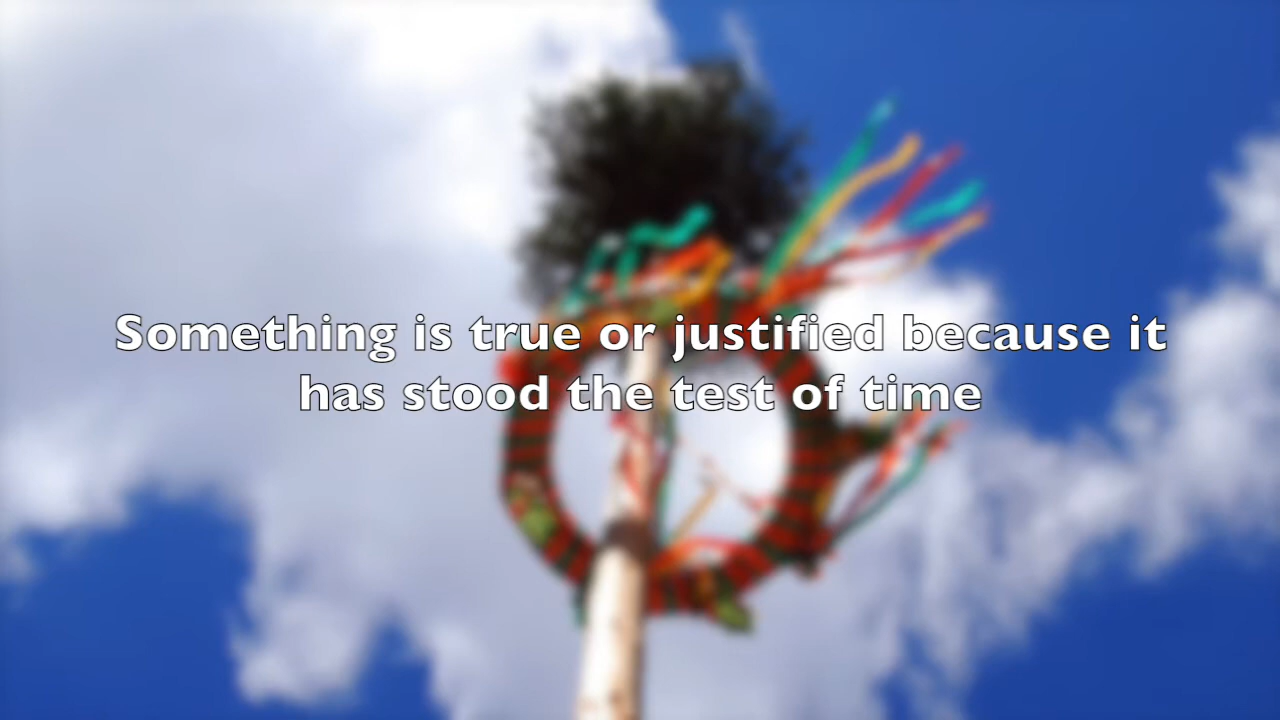 Something is true or justified because it
has stood the test of time